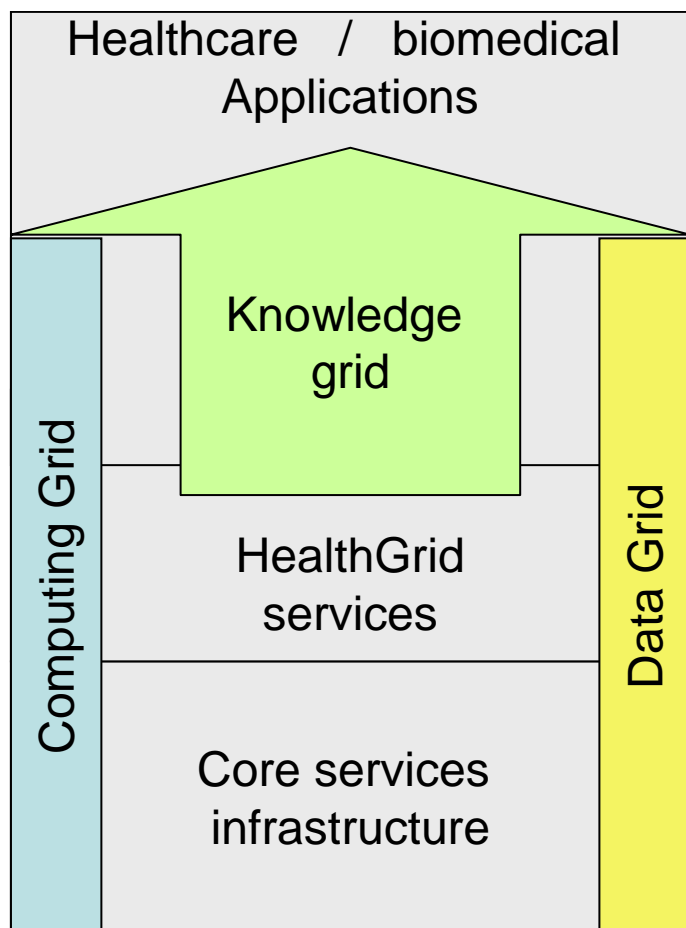 Healthcare / biomedical
Applications
Knowledge
grid
Computing Grid
Data Grid
HealthGrid
services
Core services
infrastructure